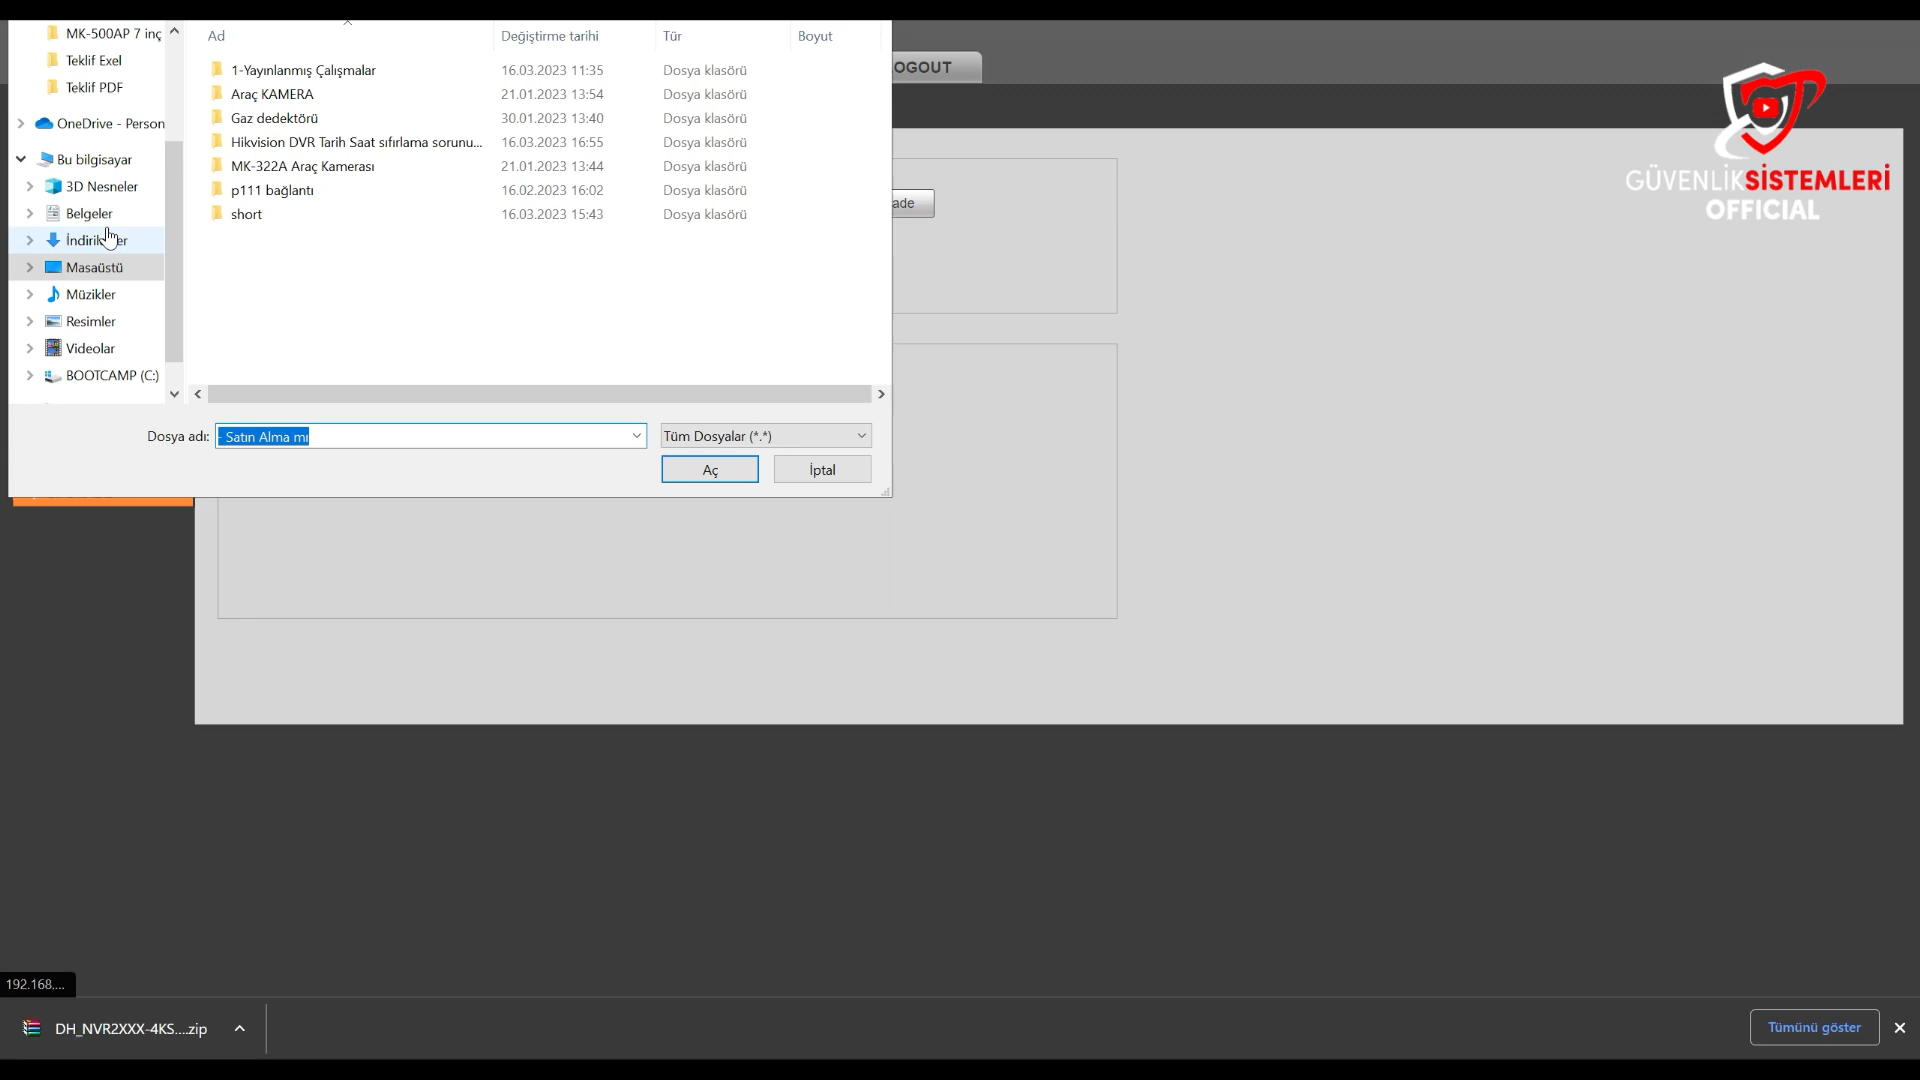 MK-500AP 7 inç
Teklif Exel
Teklif PDF
OneDrive - Person
Bu bilgisayar
3D Nesneler
Belgeler
Masaüstü
Müzikler
Resimler
Videolar
BOOTCAMP (C:)
Ad Değiştirme tarihi Tür Boyut
1-Yayınlanmış Çalışmalar 16.03.2023 11:35 Dosya klasörü
Araç KAMERA 21.01.2023 13:54 Dosya klasörü
Gaz dedektörü 30.01.2023 13:40 Dosya klasörü
Hikvision DVR Tarih Saat sıfırlama sorunu... 16.03.2023 16:55 Dosya klasörü
MK-322A Araç Kamerası 21.01.2023 13:44 Dosya klasörü
p111 bağlantı 16.02.2023 16:02 Dosya klasörü
short 16.03.2023 15:43 Dosya klasörü
Dosya adı: - Satın Alma mı Tüm Dosyalar (*.*)
Aç İptal
OGOUT
ade
GÜVENLİKSİSTEMLERİ
OFFICIAL
192.168....
DH_NVR2XXX-4KS....zip
Tümünü göster